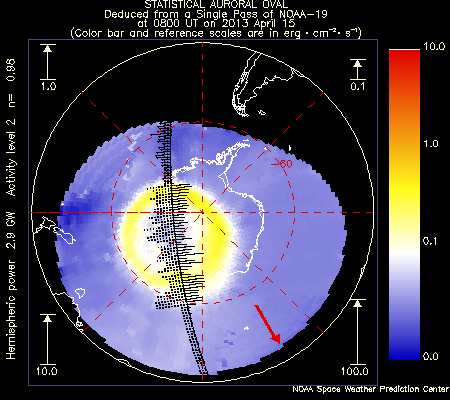 STATISTICAL AURORAL OVAL
Deduced from a Single Pass of NOAA-19
at 0800 UT on 2013 April 15
(Color bar and reference scales are in erg · cm⁻² · s⁻¹)
Hemispheric power 2.9 GW Activity level 2 n= 0.98
1.0
0.1
10.0
100.0
-60
10.0
1.0
0.1
0.0
NOAA Space Weather Prediction Center